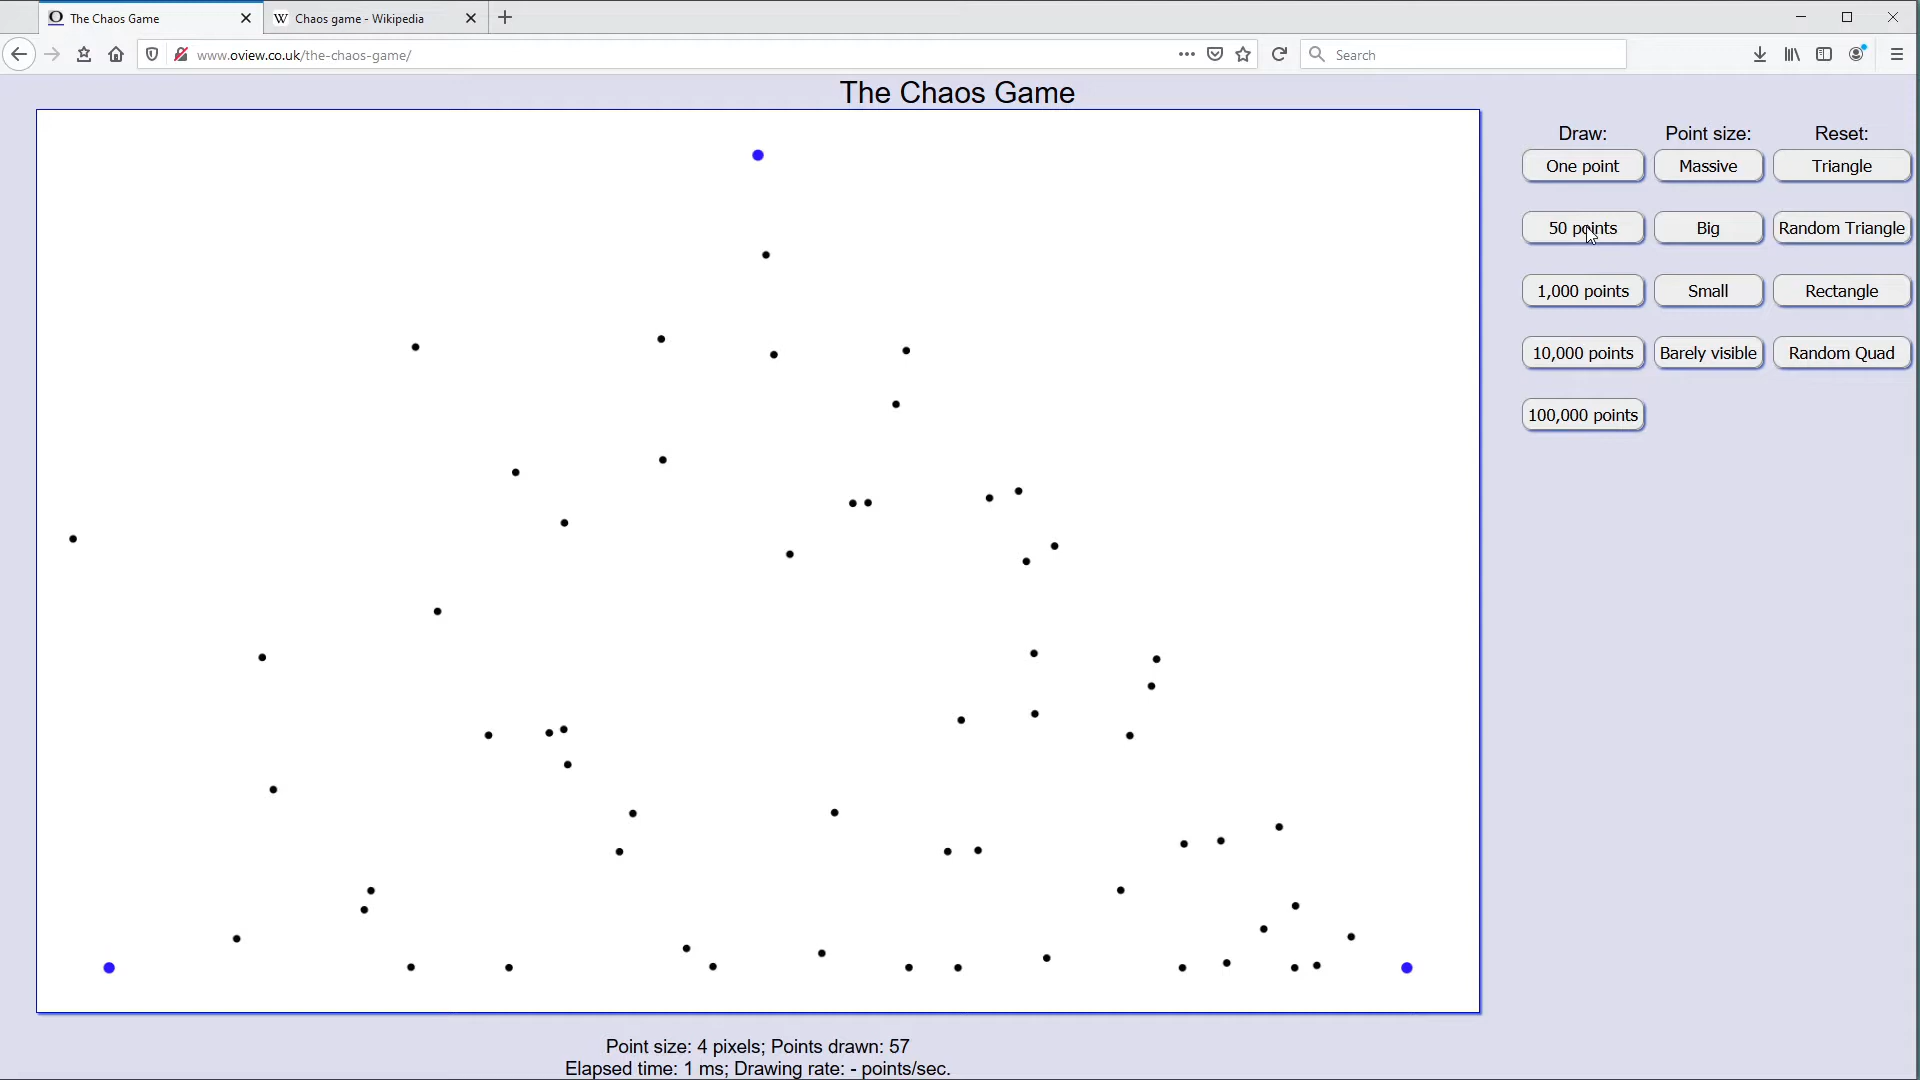 The Chaos Game
W Chaos game - Wikipedia
www.oview.co.uk/the-chaos-game/
Search
The Chaos Game
Draw: Point size: Reset:
One point Massive Triangle
50 points Big Random Triangle
1,000 points Small Rectangle
10,000 points Barely visible Random Quad
100,000 points
Point size: 4 pixels; Points drawn: 57
Elapsed time: 1 ms; Drawing rate: - points/sec.